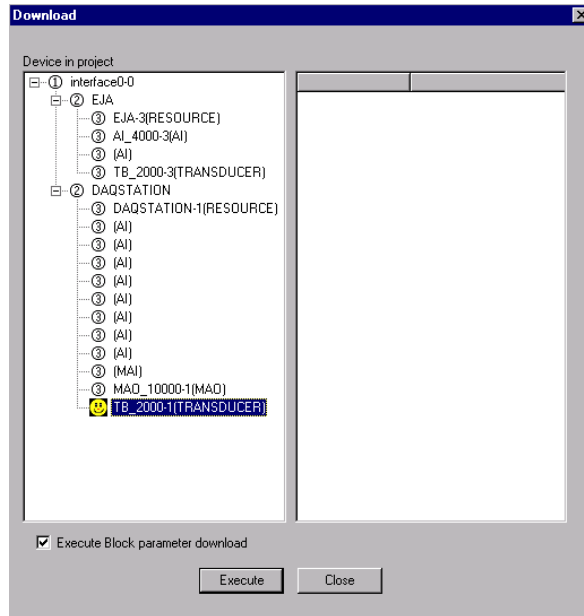 Download
Device in project
① interface0-0
② EJA
③ EJA-3(RESOURCE)
③ AI_4000-3(AI)
③ (AI)
③ TB_2000-3(TRANSDUCER)
② DAQSTATION
③ DAQSTATION-1(RESOURCE)
③ (AI)
③ (AI)
③ (AI)
③ (AI)
③ (AI)
③ (AI)
③ (AI)
③ (AI)
③ (MAI)
③ MAO_10000-1(MAO)
TB_2000-1(TRANSDUCER)
Execute Block parameter download
Execute
Close